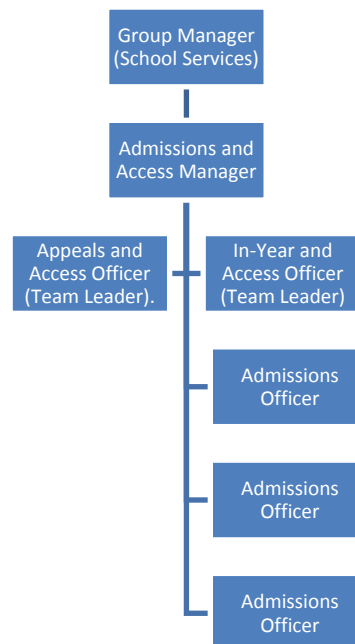 Group Manager
(School Services)
Admissions and
Access Manager
Appeals and
Access Officer
(Team Leader).
In-Year and
Access Officer
(Team Leader)
Admissions
Officer
Admissions
Officer
Admissions
Officer